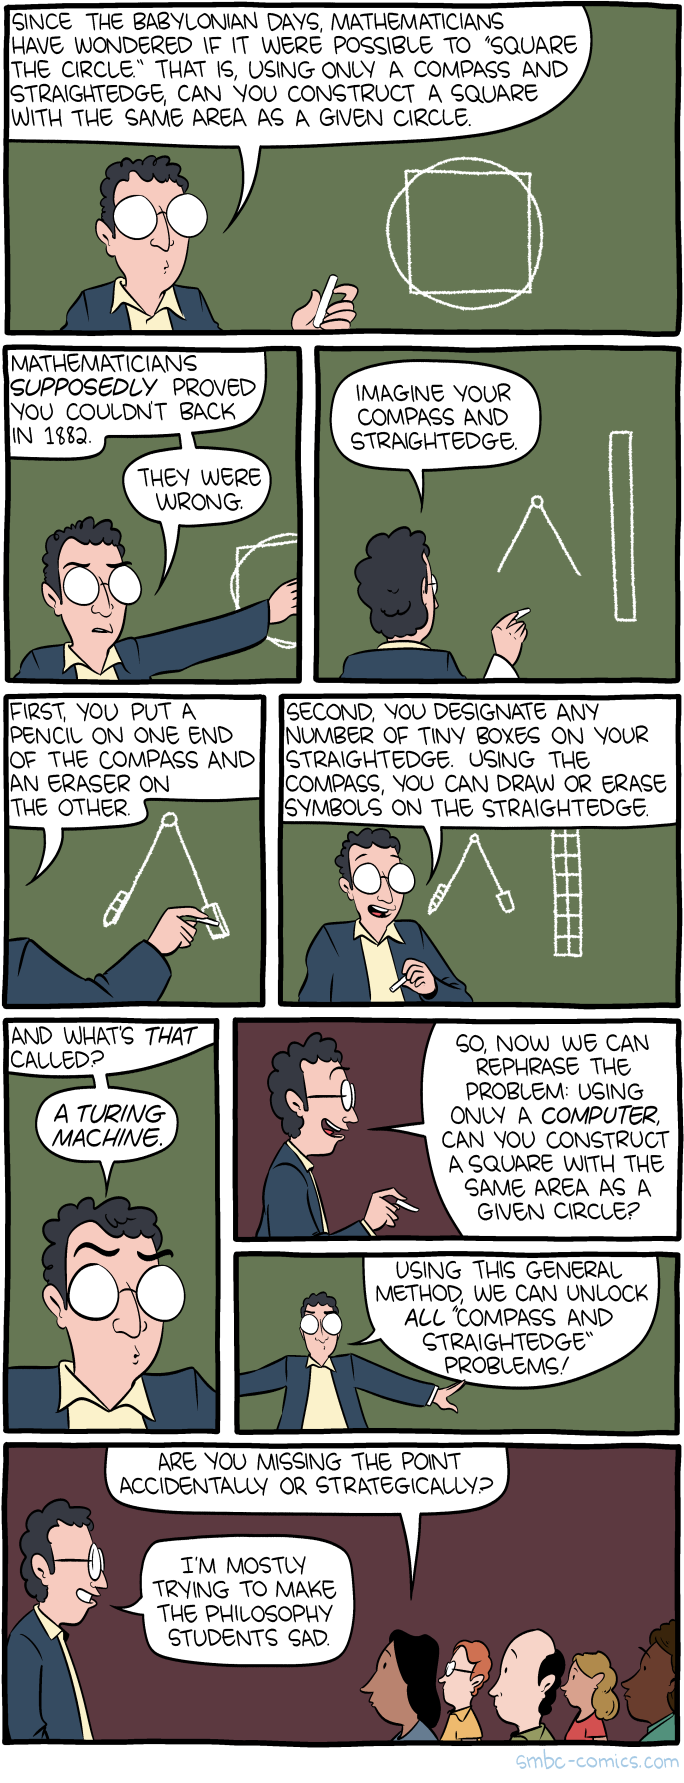 SINCE THE BABYLONIAN DAYS, MATHEMATICIANS
HAVE WONDERED IF IT WERE POSSIBLE TO "SQUARE
THE CIRCLE." THAT IS, USING ONLY A COMPASS AND
STRAIGHTEDGE, CAN YOU CONSTRUCT A SQUARE
WITH THE SAME AREA AS A GIVEN CIRCLE.
MATHEMATICIANS
SUPPOSEDLY PROVED
YOU COULDN'T BACK
IN 1882.
THEY WERE
WRONG.
IMAGINE YOUR
COMPASS AND
STRAIGHTEDGE.
FIRST, YOU PUT A
PENCIL ON ONE END
OF THE COMPASS AND
AN ERASER ON
THE OTHER.
SECOND, YOU DESIGNATE ANY
NUMBER OF TINY BOXES ON YOUR
STRAIGHTEDGE. USING THE
COMPASS, YOU CAN DRAW OR ERASE
SYMBOLS ON THE STRAIGHTEDGE.
AND WHAT'S THAT
CALLED?
A TURING
MACHINE.
SO, NOW WE CAN
REPHRASE THE
PROBLEM: USING
ONLY A COMPUTER,
CAN YOU CONSTRUCT
A SQUARE WITH THE
SAME AREA AS A
GIVEN CIRCLE?
USING THIS GENERAL
METHOD, WE CAN UNLOCK
ALL "COMPASS AND
STRAIGHTEDGE"
PROBLEMS!
ARE YOU MISSING THE POINT
ACCIDENTALLY OR STRATEGICALLY?
I'M MOSTLY
TRYING TO MAKE
THE PHILOSOPHY
STUDENTS SAD.
smbc-comics.com